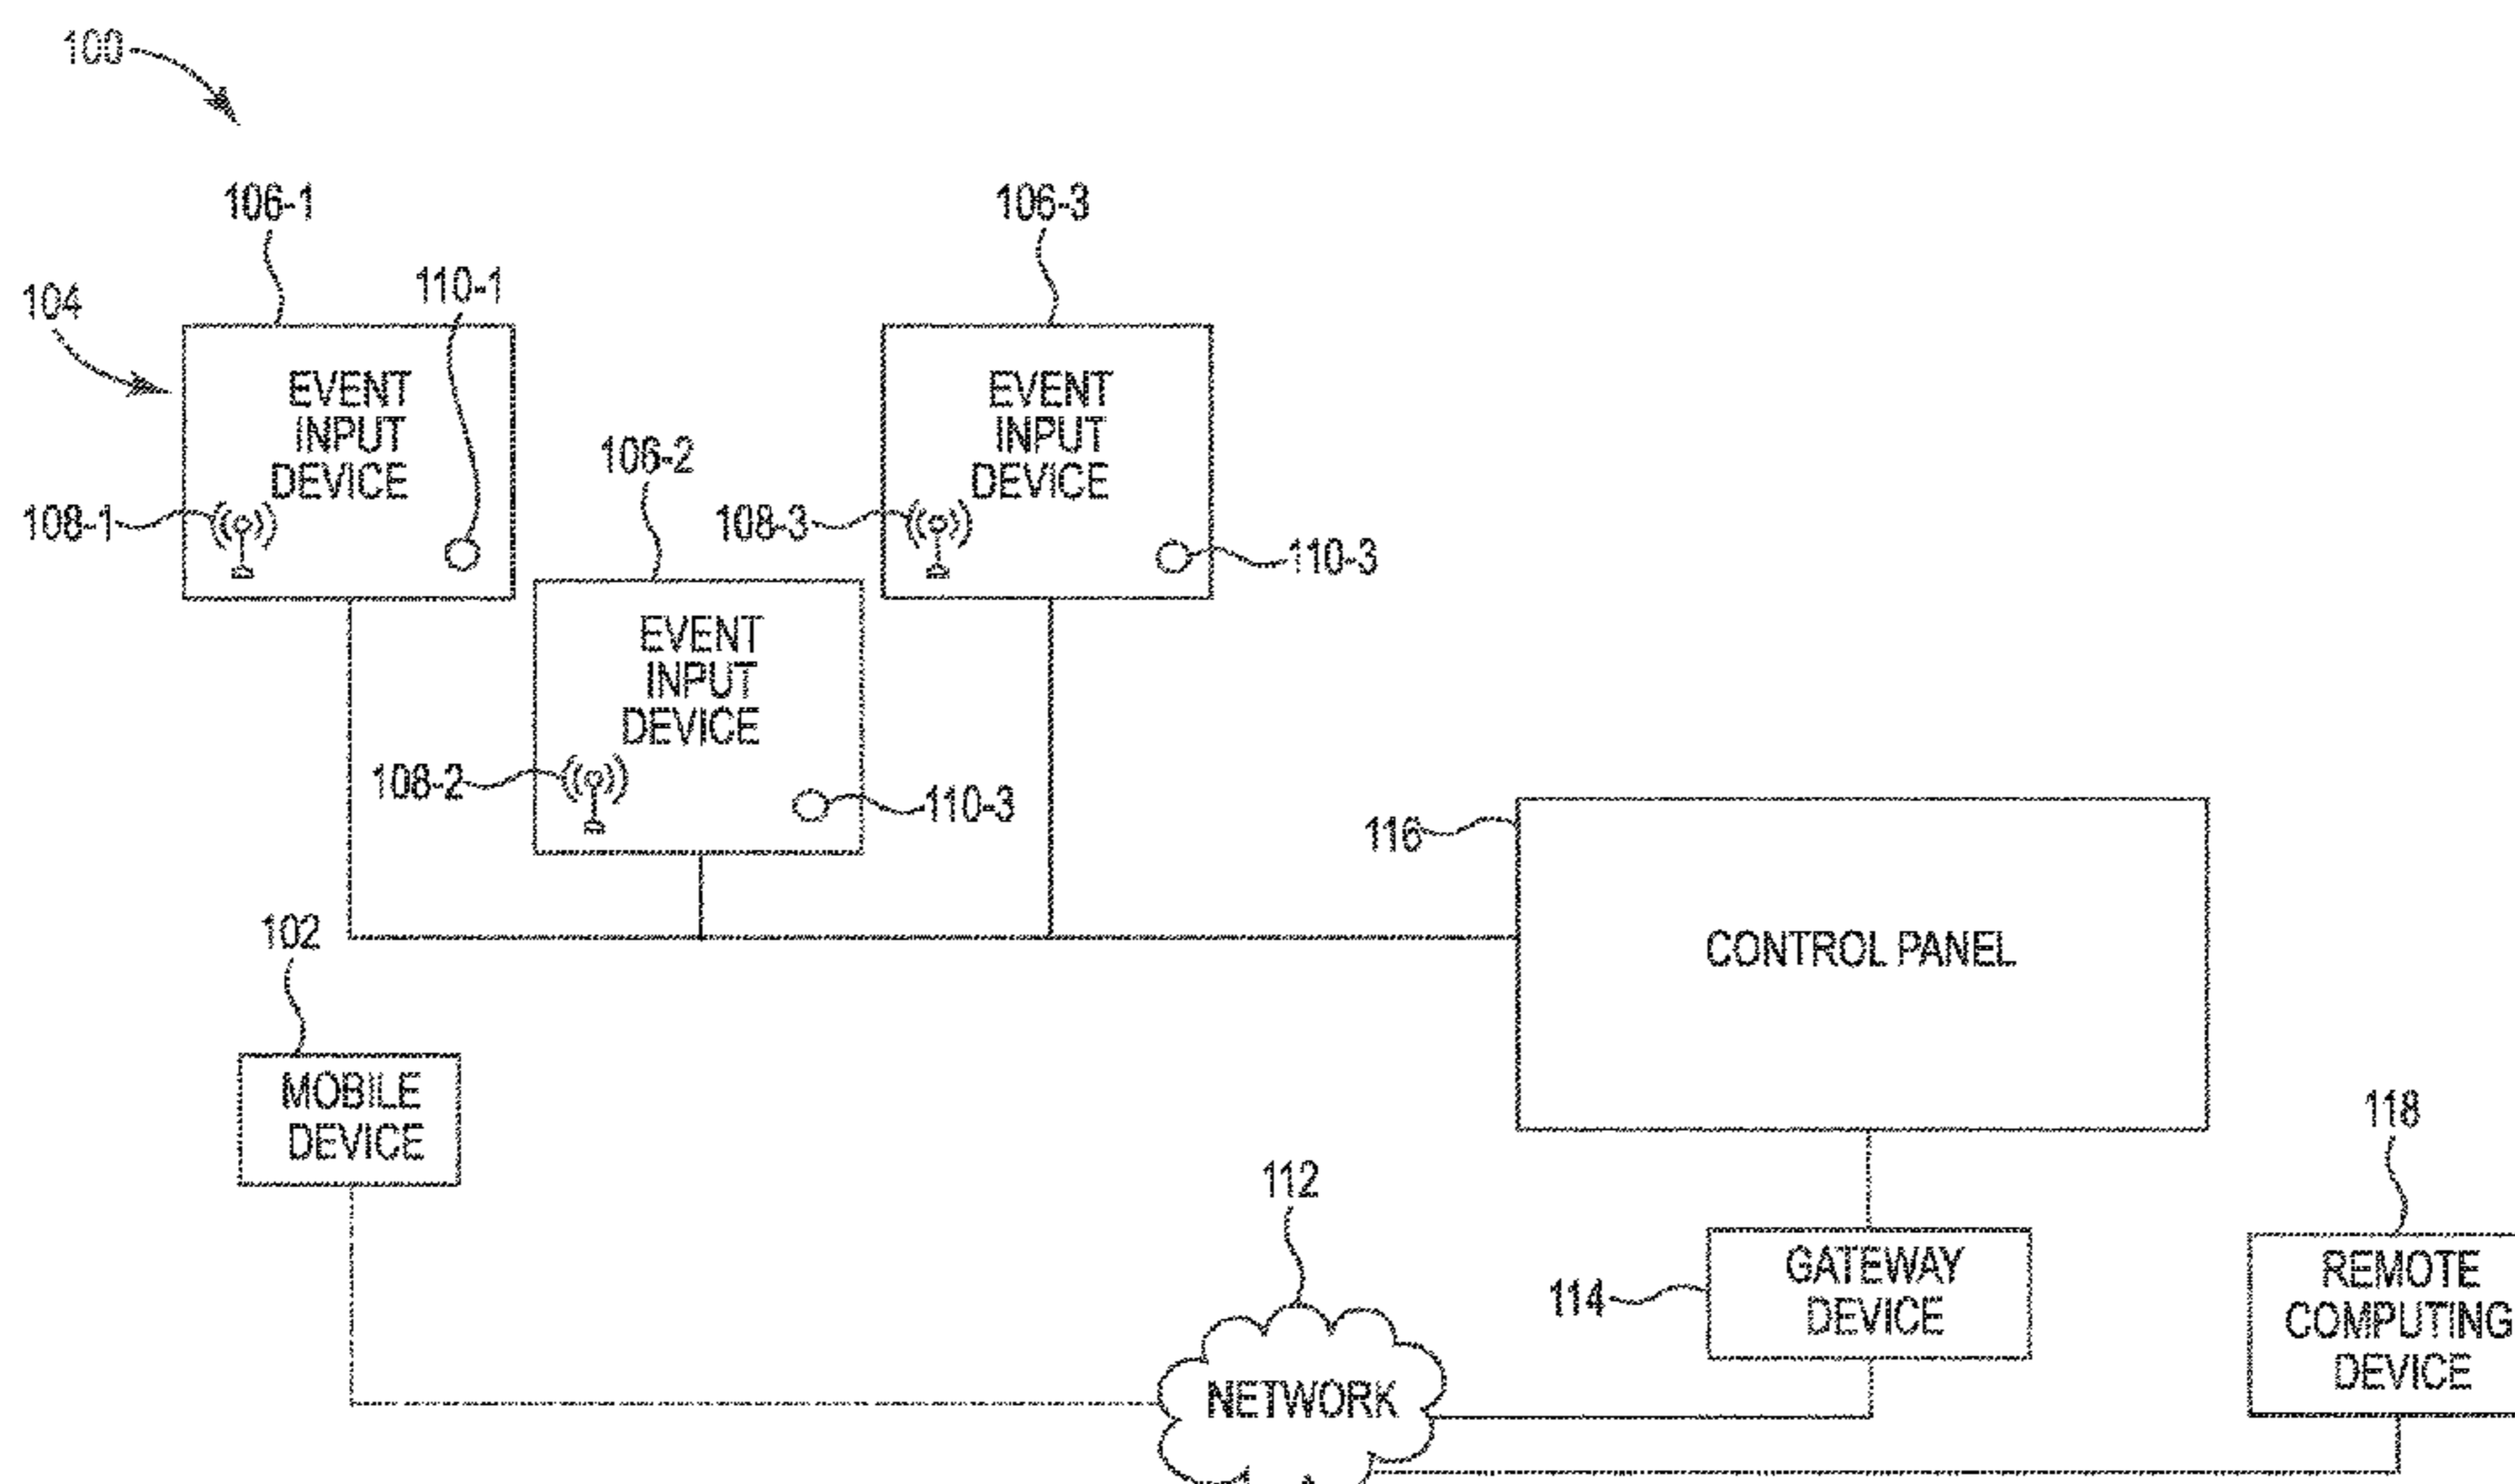 100
106-1
106-3
110-1
104
EVENT
INPUT
DEVICE
EVENT
INPUT
DEVICE
106-2
108-1
108-3
110-3
EVENT
INPUT
DEVICE
108-2
110-3
116
CONTROL PANEL
102
MOBILE
DEVICE
118
112
GATEWAY
DEVICE
114
REMOTE
COMPUTING
DEVICE
NETWORK